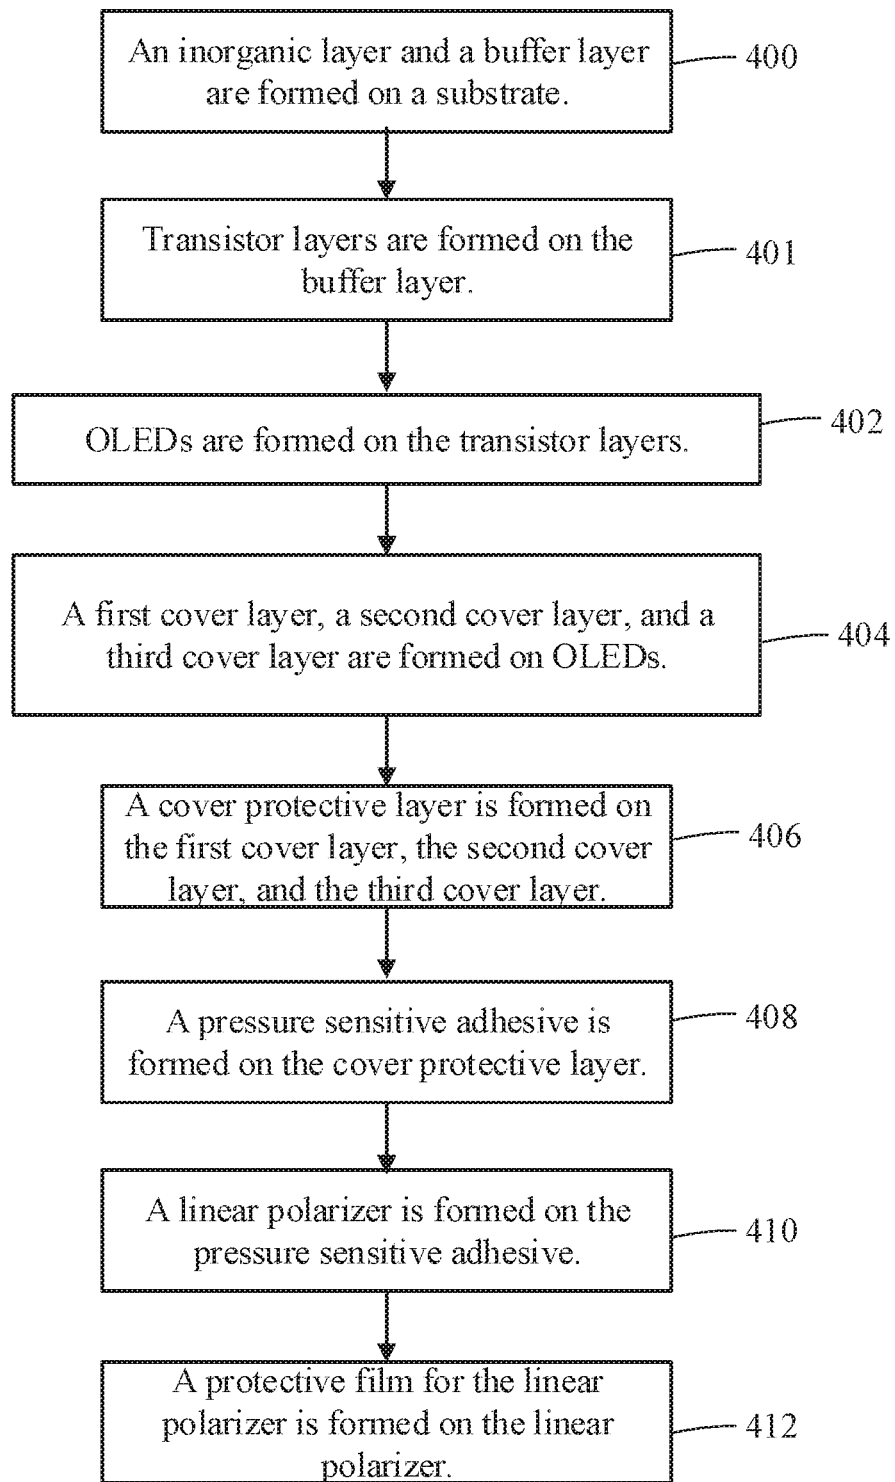 An inorganic layer and a buffer layer
are formed on a substrate.
400
Transistor layers are formed on the
buffer layer.
401
OLEDs are formed on the transistor layers.
402
A first cover layer, a second cover layer, and a
third cover layer are formed on OLEDs.
404
A cover protective layer is formed on
the first cover layer, the second cover
layer, and the third cover layer.
406
A pressure sensitive adhesive is
formed on the cover protective layer.
408
A linear polarizer is formed on the
pressure sensitive adhesive.
410
A protective film for the linear
polarizer is formed on the linear
polarizer.
412